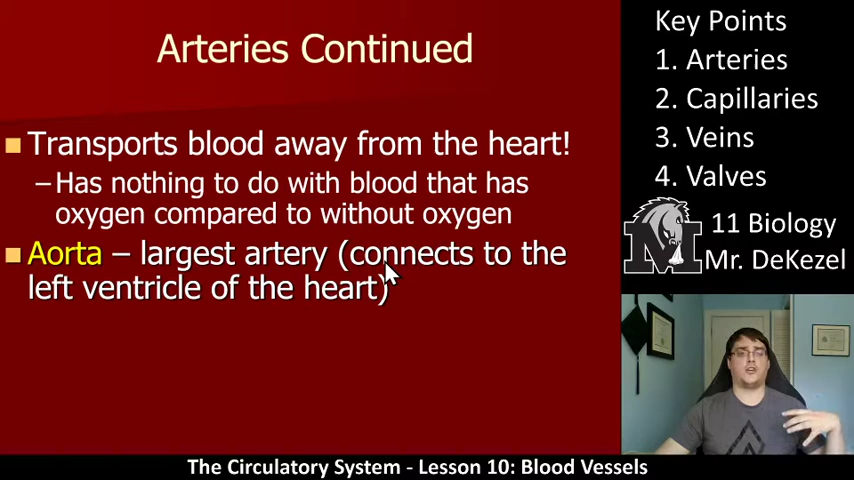 Arteries Continued
Transports blood away from the heart!
–Has nothing to do with blood that has
oxygen compared to without oxygen
Aorta – largest artery (connects to the
left ventricle of the heart)
Key Points
1. Arteries
2. Capillaries
3. Veins
4. Valves
M
11 Biology
Mr. DeKezel
The Circulatory System - Lesson 10: Blood Vessels